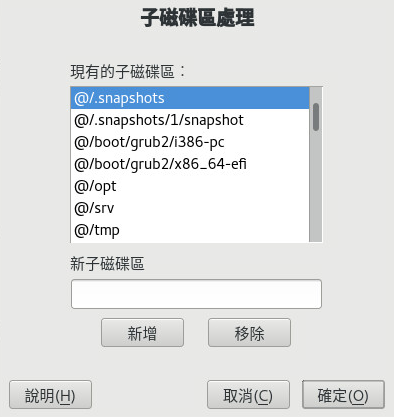 子磁碟區處理
現有的子磁碟區：
@/.snapshots
@/.snapshots/1/snapshot
@/boot/grub2/i386-pc
@/boot/grub2/x86_64-efi
@/opt
@/srv
@/tmp
新子磁碟區
新增 移除
說明(H) 取消(C) 確定(O)